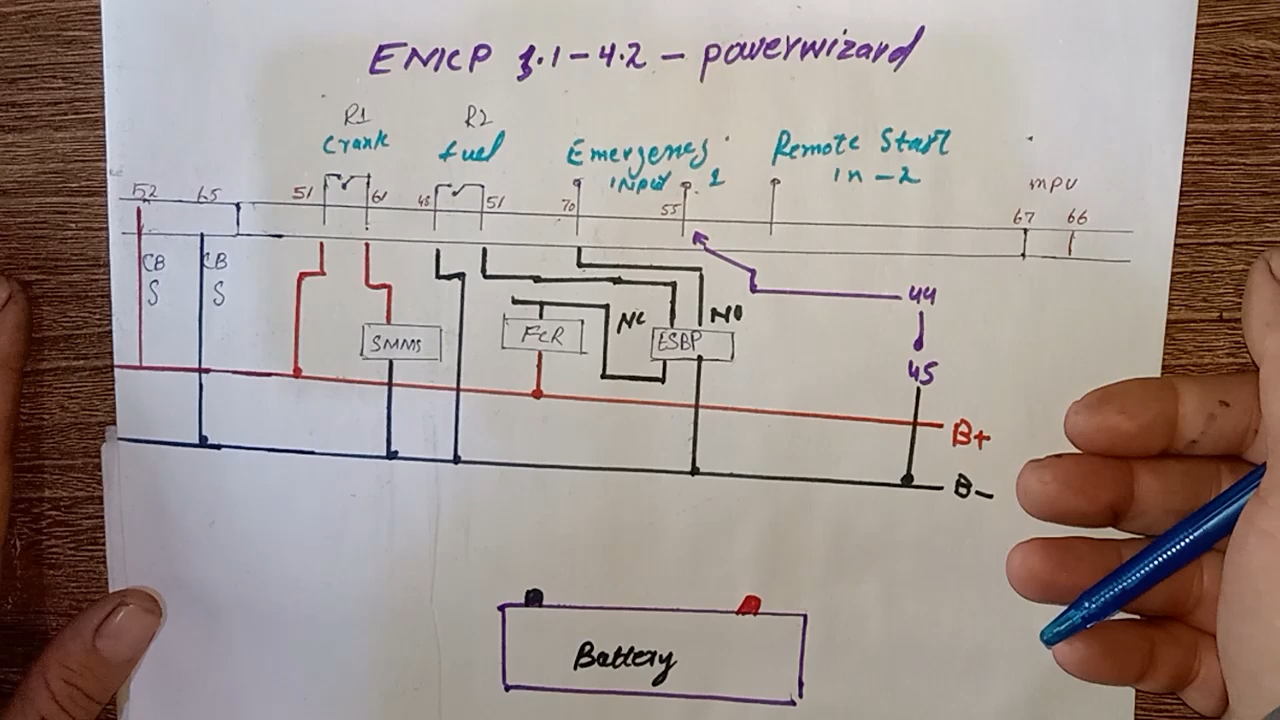 ENICP 3.1-4.2 - powerwizard
R1 R2
Crank fuel Emergency Remote Start
Input 1 in-2
52 65 51 61 48 51 70 55 MPU
67 66
CB CB
S S
44
NC NO
SMMS FCR ESBP
45
B+
B-
Battery